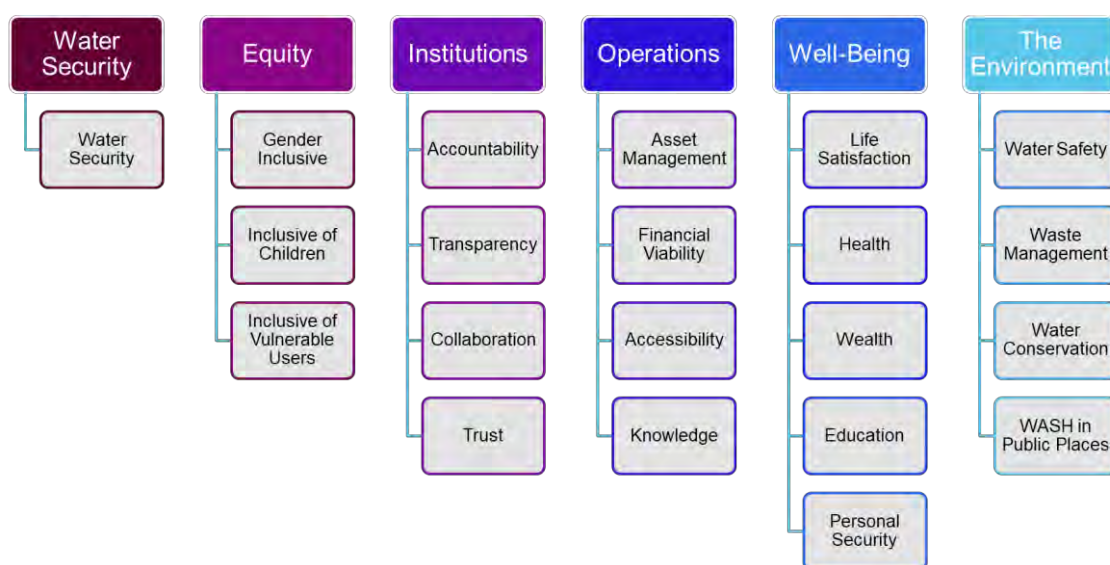 Water
Security
Water
Security
Equity
Gender
Inclusive
Inclusive of
Children
Inclusive of
Vulnerable
Users
Institutions
Accountability
Transparency
Collaboration
Trust
Operations
Asset
Management
Financial
Viability
Accessibility
Knowledge
Well-Being
Life
Satisfaction
Health
Wealth
Education
Personal
Security
The
Environment
Water Safety
Waste
Management
Water
Conservation
WASH in
Public Places